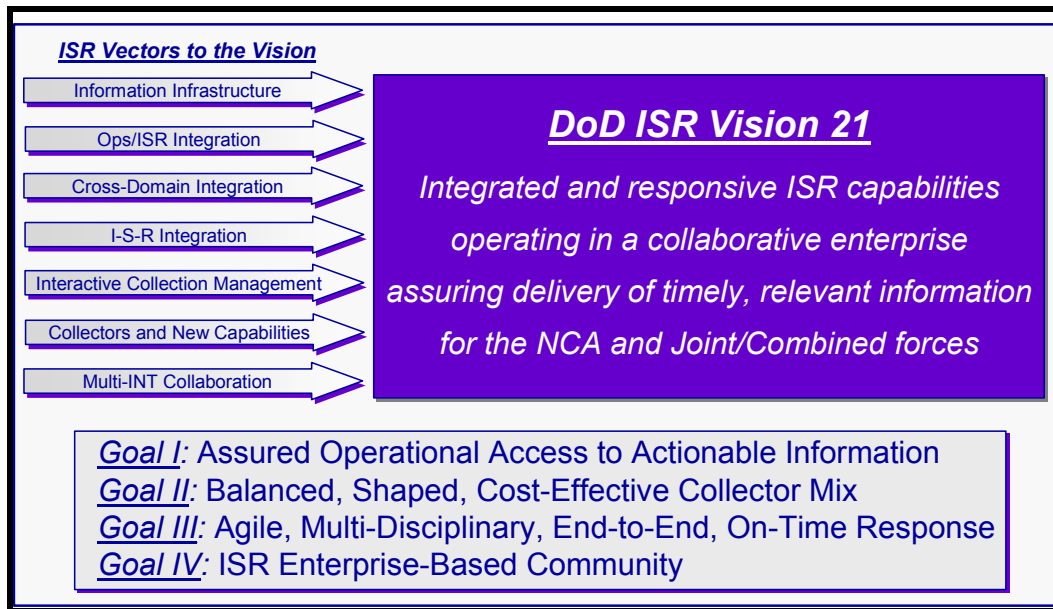 ISR Vectors to the Vision
Information Infrastructure
Ops/ISR Integration
Cross-Domain Integration
I-S-R Integration
Interactive Collection Management
Collectors and New Capabilities
Multi-INT Collaboration
DoD ISR Vision 21
Integrated and responsive ISR capabilities
operating in a collaborative enterprise
assuring delivery of timely, relevant information
for the NCA and Joint/Combined forces
Goal I: Assured Operational Access to Actionable Information
Goal II: Balanced, Shaped, Cost-Effective Collector Mix
Goal III: Agile, Multi-Disciplinary, End-to-End, On-Time Response
Goal IV: ISR Enterprise-Based Community